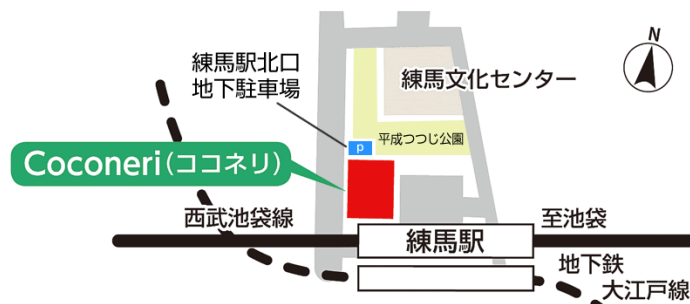 N
練馬駅北口
地下駐車場
練馬文化センター
平成つつじ公園
P
Coconeri(ココネリ)
西武池袋線
至池袋
練馬駅
地下鉄
大江戸線